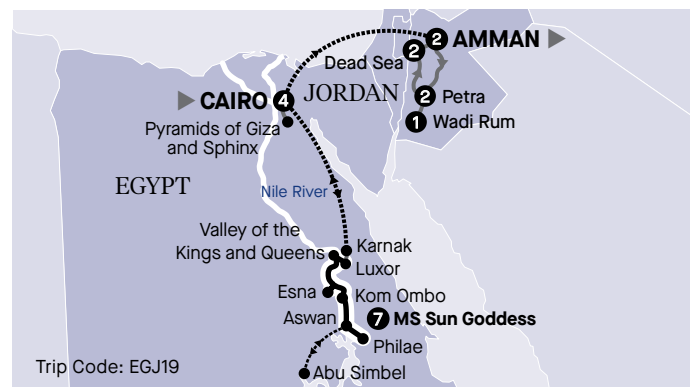 2 AMMAN
2
Dead Sea
CAIRO 4
JORDAN
2 Petra
1 Wadi Rum
Pyramids of Giza
and Sphinx
EGYPT
Nile River
Valley of the
Kings and Queens
Karnak
Luxor
Esna
Kom Ombo
Aswan
7 MS Sun Goddess
Philae
Trip Code: EGJ19
Abu Simbel